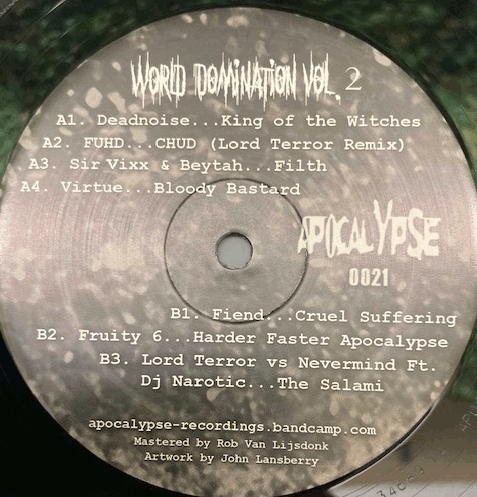 WORLD DOMINATION VOL. 2
A1. Deadnoise...King of the Witches
A2. FUHD...CHUD (Lord Terror Remix)
A3. Sir Vixx & Beytah...Filth
A4. Virtue...Bloody Bastard
APOCALYPSE
0021
B1. Fiend...Cruel Suffering
B2. Fruity 6...Harder Faster Apocalypse
B3. Lord Terror vs Nevermind Ft.
Dj Narotic...The Salami
apocalypse-recordings.bandcamp.com
Mastered by Rob Van Lijsdonk
Artwork by John Lansberry